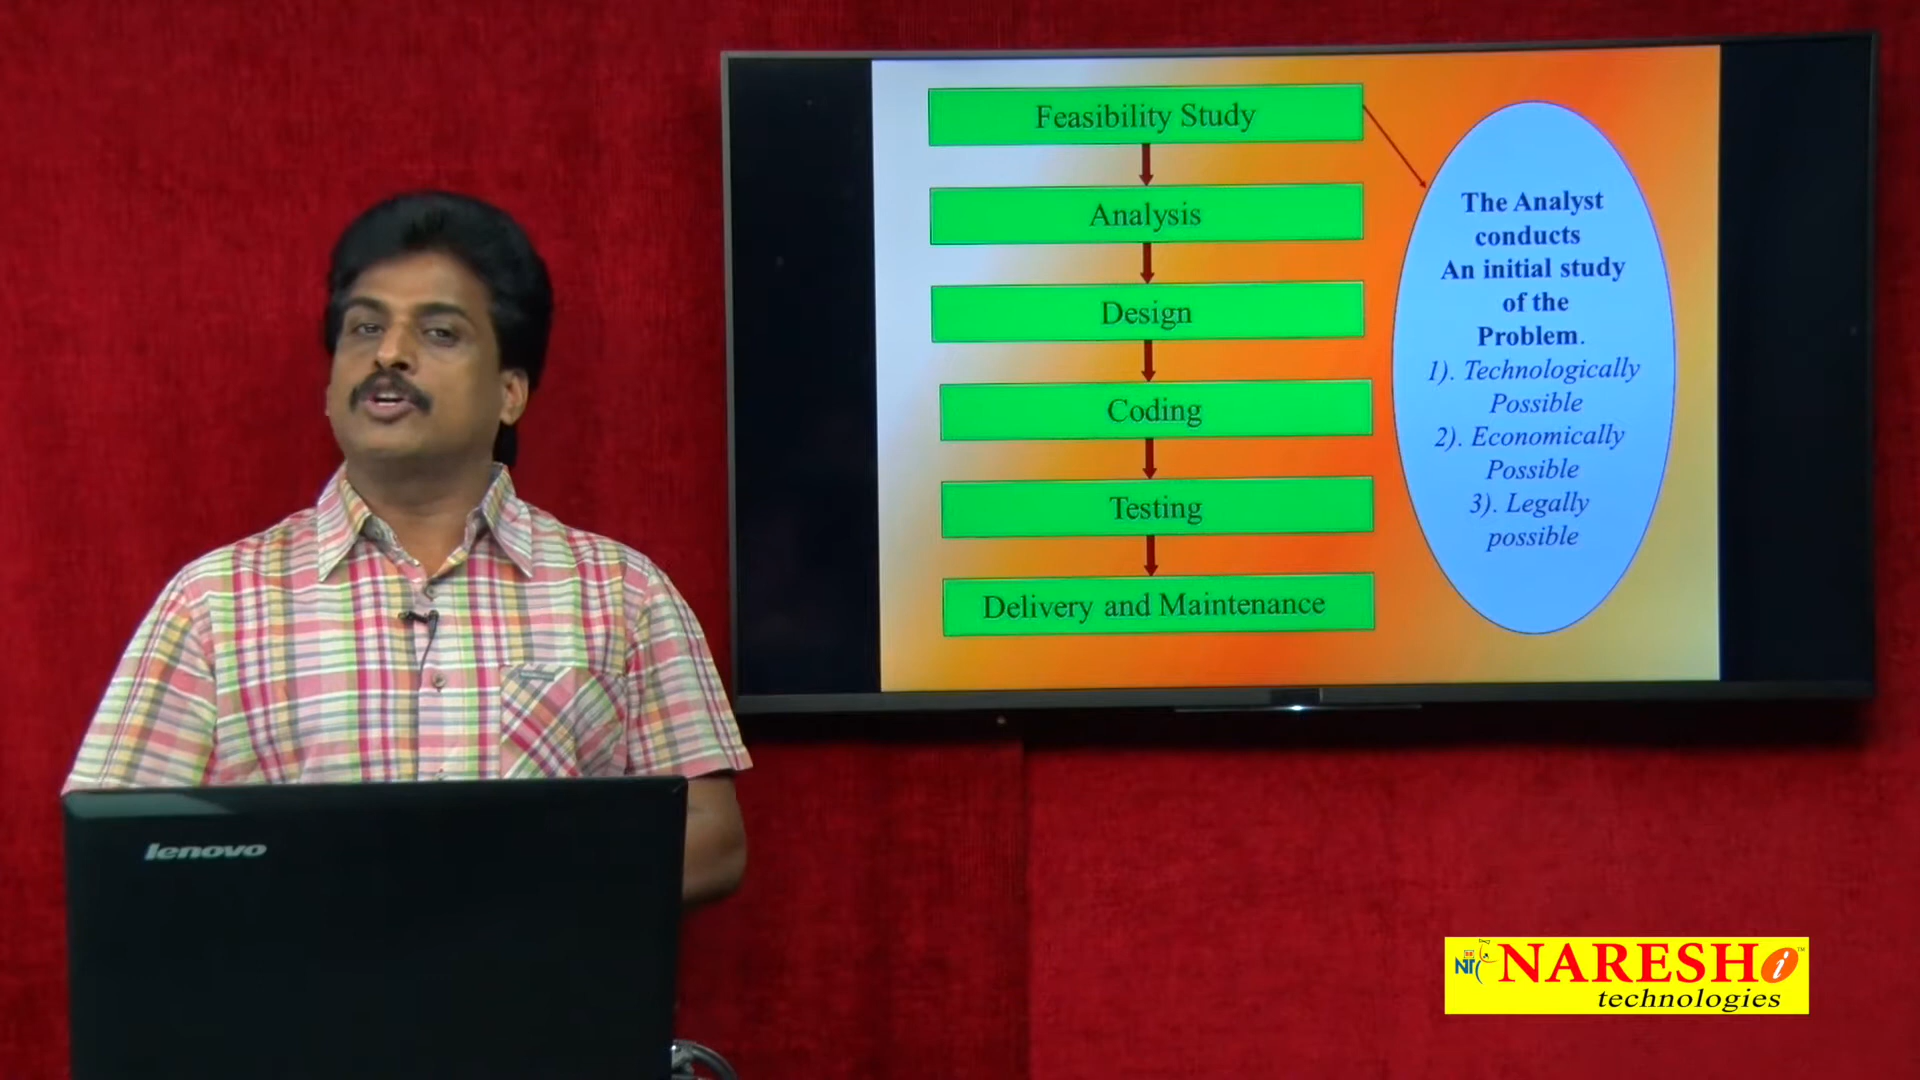 Feasibility Study
Analysis
Design
Coding
Testing
Delivery and Maintenance
The Analyst
conducts
An initial study
of the
Problem.
1). Technologically
Possible
2). Economically
Possible
3). Legally
possible
lenovo
NARESH i
technologies